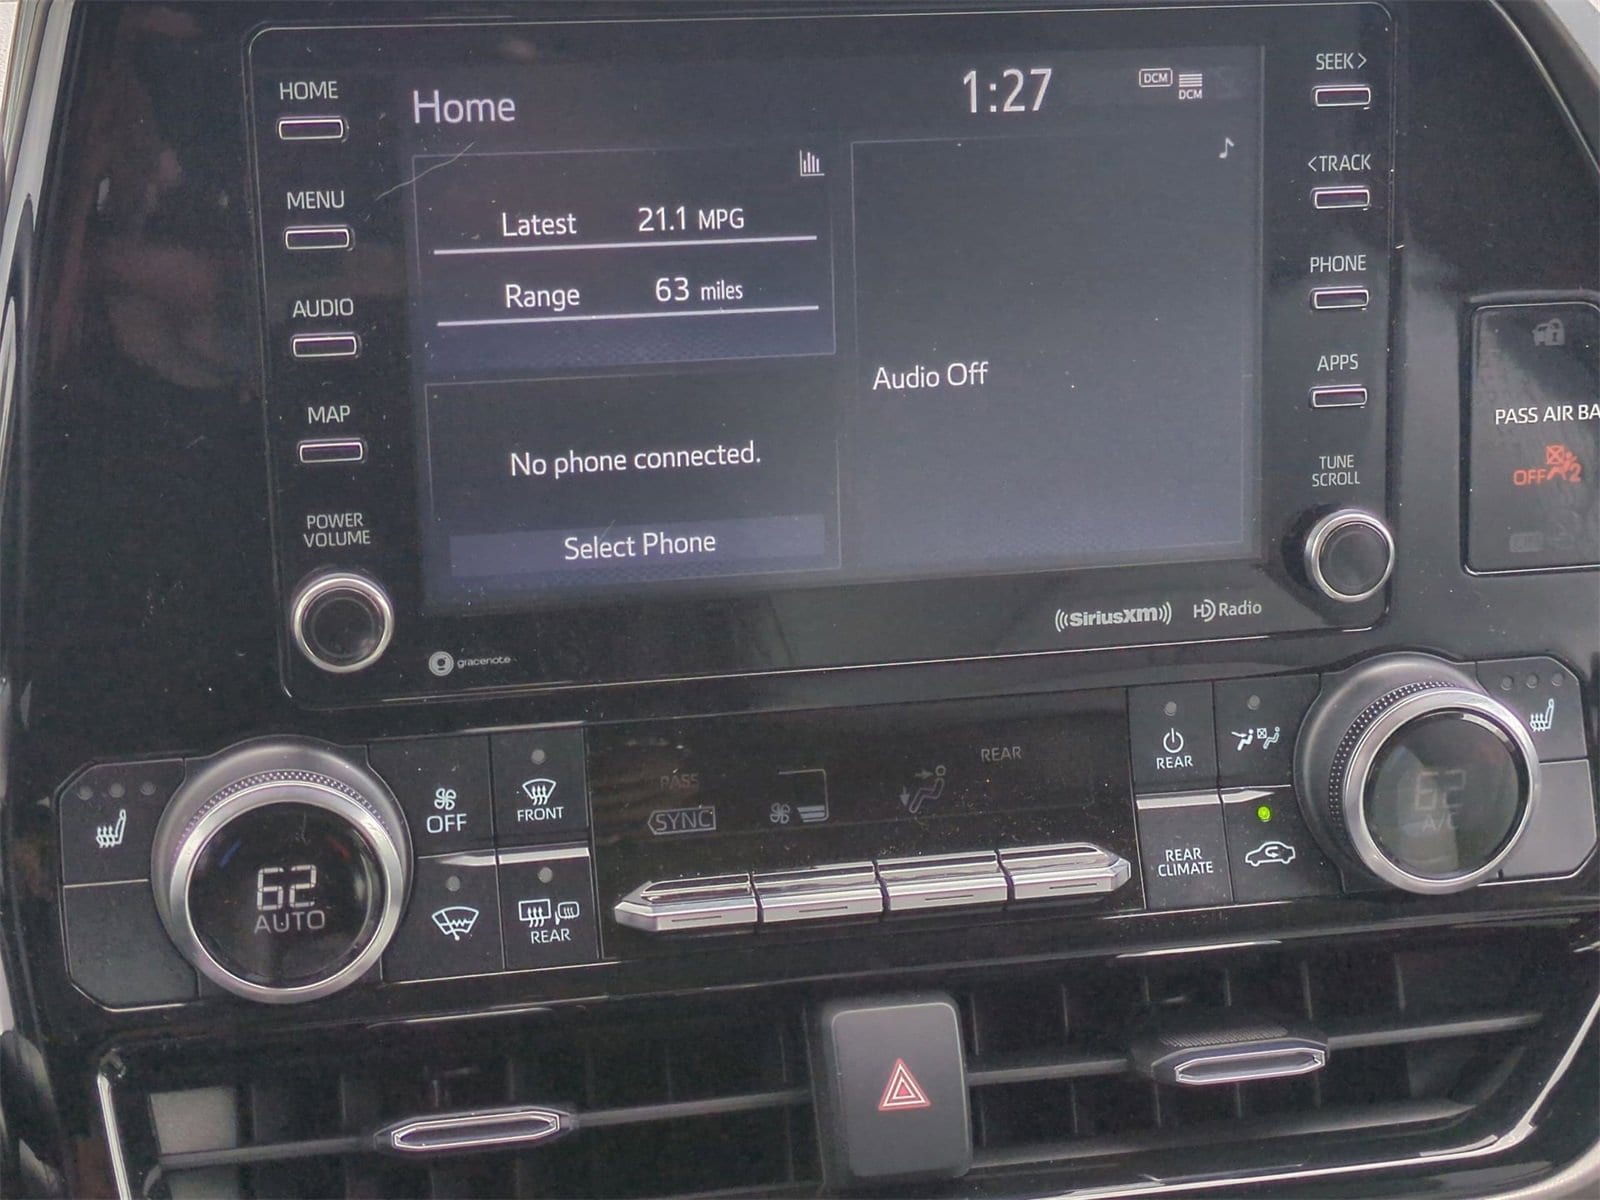 HOME
MENU
AUDIO
MAP
POWER
VOLUME
Home
1:27
DCM
DCM
Latest 21.1 MPG
Range 63 miles
No phone connected.
Select Phone
Audio Off
SEEK >
< TRACK
PHONE
APPS
TUNE
SCROLL
PASS AIR BA
OFF 2
gracenote
SiriusXM
HD Radio
62
AUTO
OFF
FRONT
REAR
PASS
SYNC
REAR
REAR
REAR
CLIMATE
62
A/C